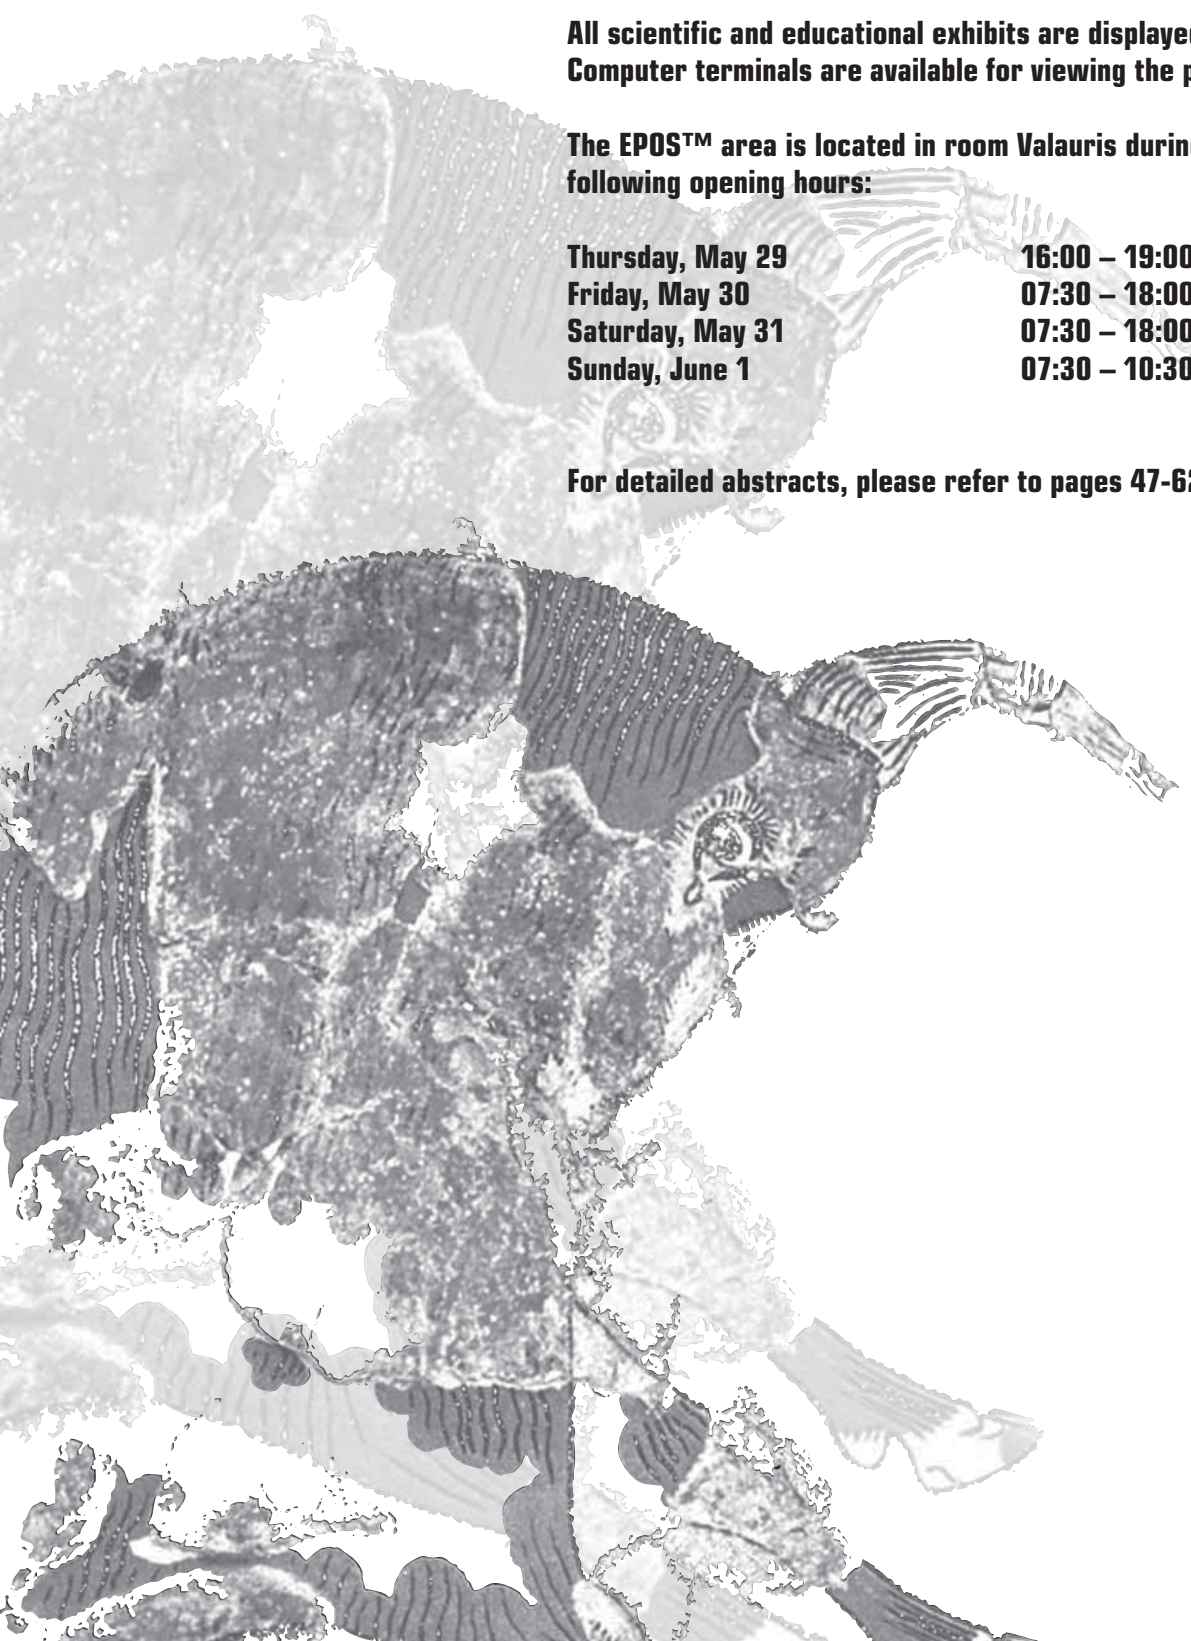 All scientific and educational exhibits are displayed
Computer terminals are available for viewing the
The EPOS™ area is located in room Valauris during
following opening hours:
Thursday, May 29 16:00 – 19:00
Friday, May 30 07:30 – 18:00
Saturday, May 31 07:30 – 18:00
Sunday, June 1 07:30 – 10:30
For detailed abstracts, please refer to pages 47-62